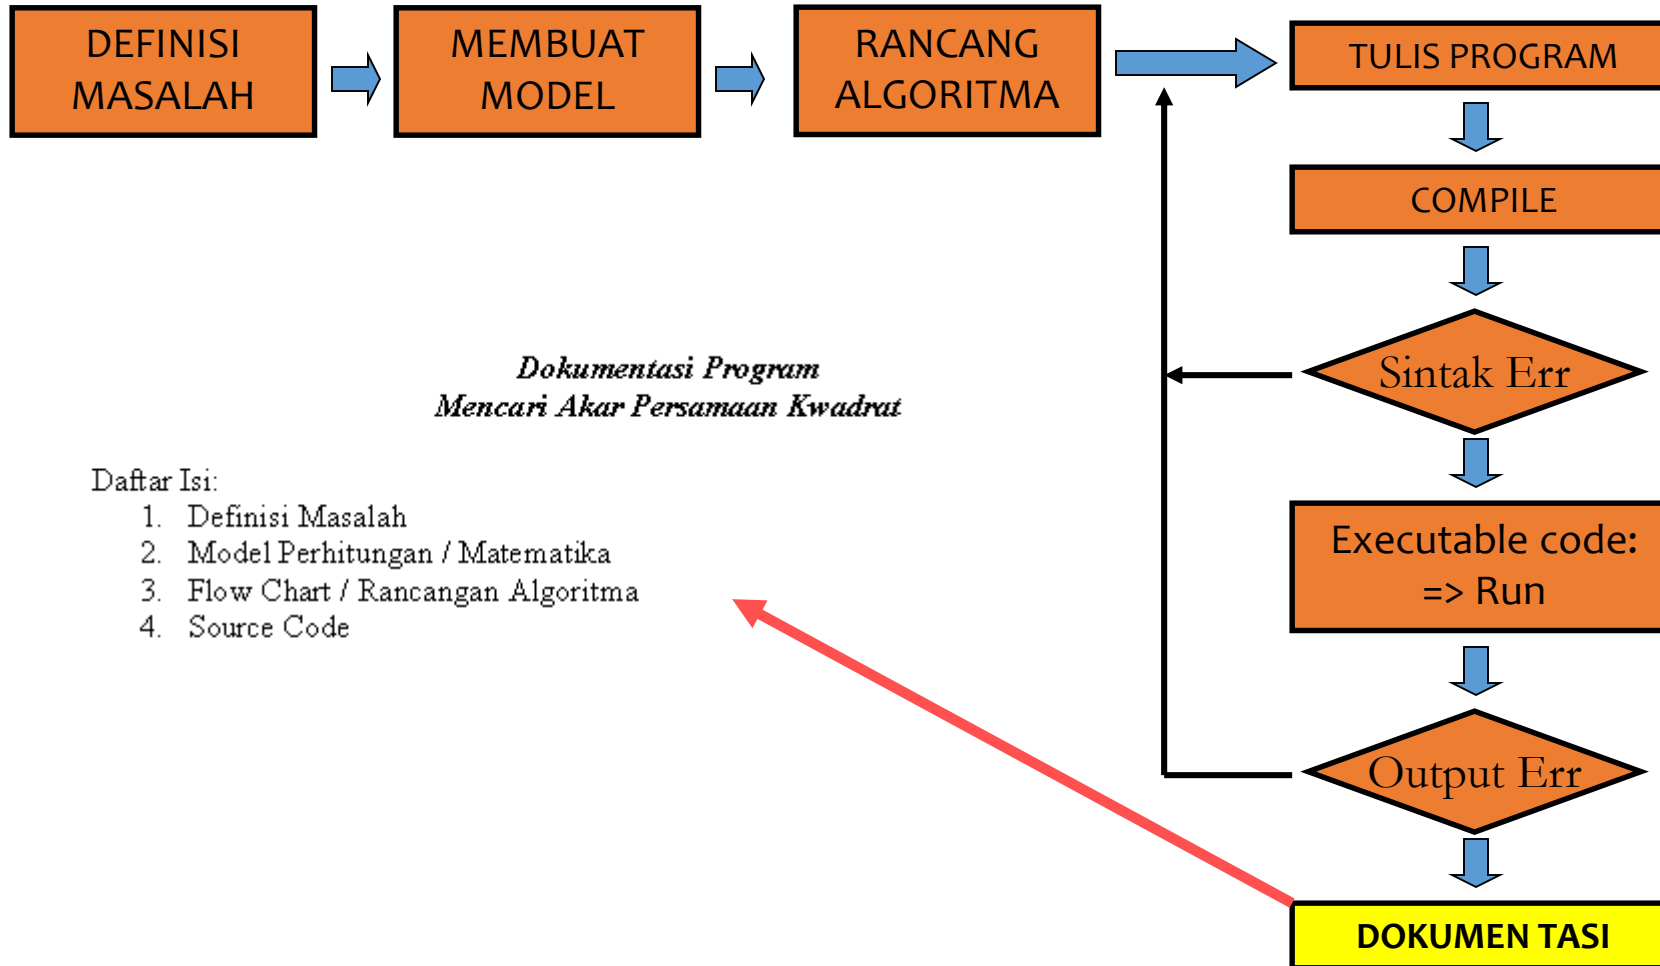 DEFINISI
MASALAH
MEMBUAT
MODEL
RANCANG
ALGORITMA
TULIS PROGRAM
COMPILE
Sintak Err
Executable code:
=> Run
Output Err
DOKUMEN TASI
Dokumentasi Program
Mencari Akar Persamaan Kwadrat
Daftar Isi:
1. Definisi Masalah
2. Model Perhitungan / Matematika
3. Flow Chart / Rancangan Algoritma
4. Source Code